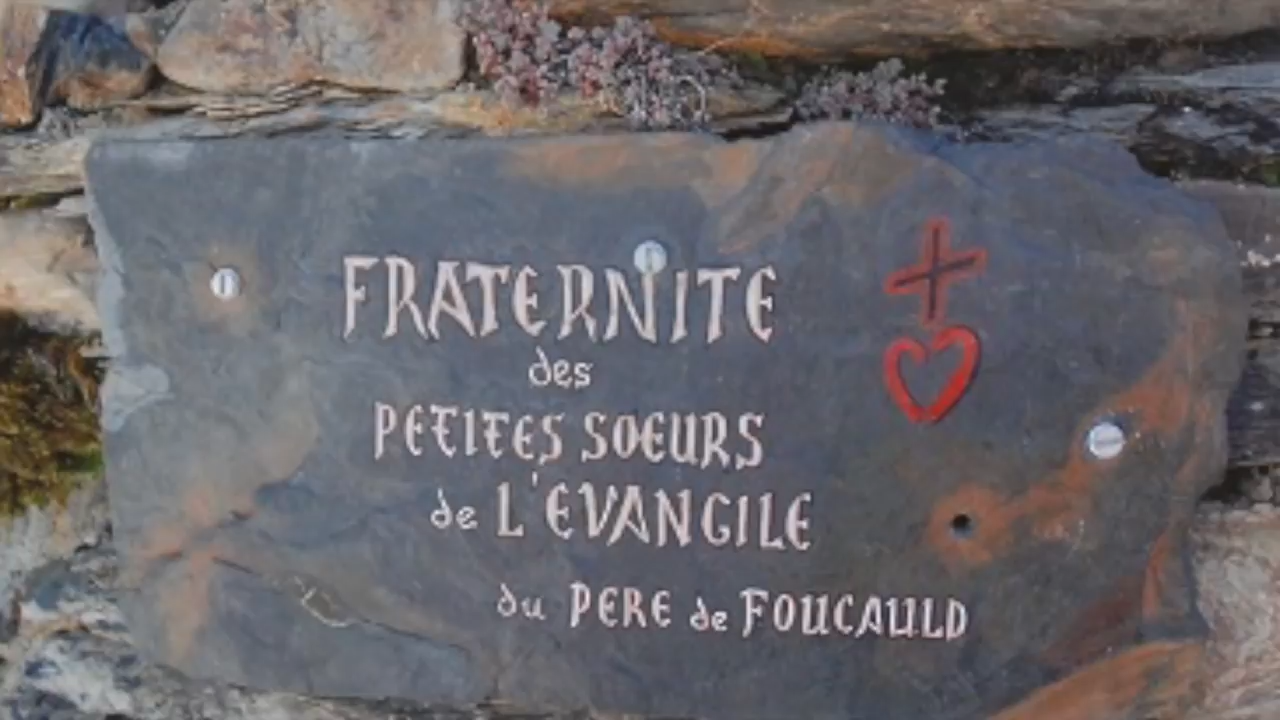 FRATERNITE
des
PETITES SOEURS
de L'EVANGILE
du PERE de FOUCAULD